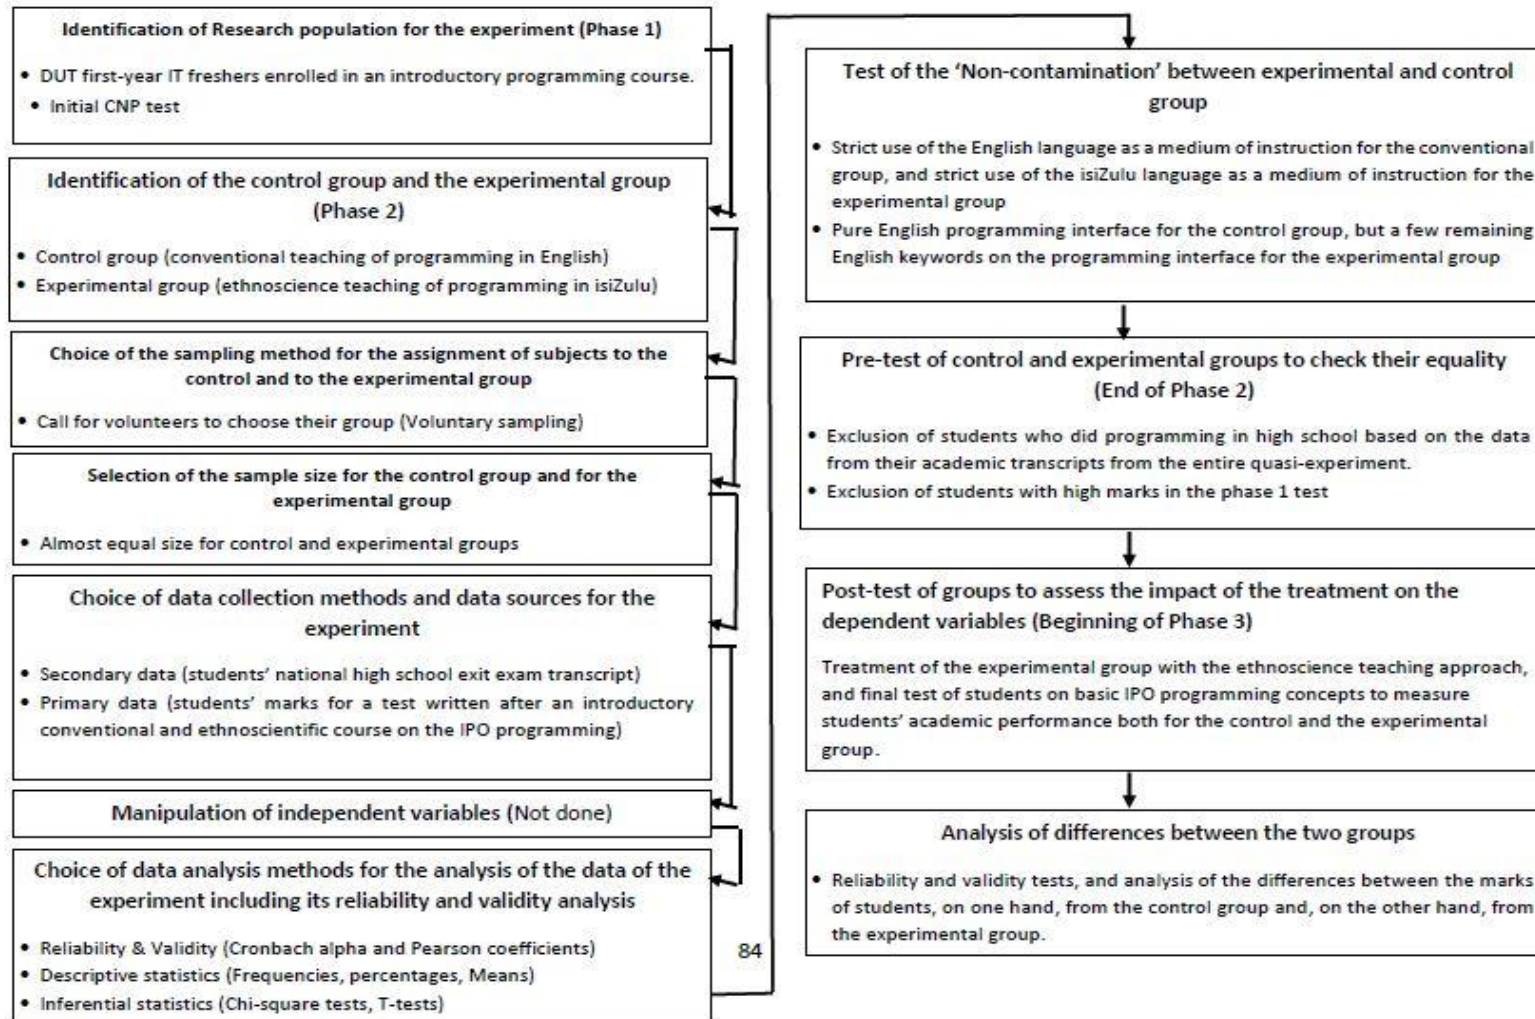 Identification of Research population for the experiment (Phase 1)
• DUT first-year IT freshers enrolled in an introductory programming course.
• Initial CNP test
Identification of the control group and the experimental group
(Phase 2)
• Control group (conventional teaching of programming in English)
• Experimental group (ethnoscience teaching of programming in isiZulu)
Choice of the sampling method for the assignment of subjects to the
control and to the experimental group
• Call for volunteers to choose their group (Voluntary sampling)
Selection of the sample size for the control group and for the
experimental group
• Almost equal size for control and experimental groups
Choice of data collection methods and data sources for the
experiment
• Secondary data (students’ national high school exit exam transcript)
• Primary data (students’ marks for a test written after an introductory
conventional and ethnoscientific course on the IPO programming)
Manipulation of independent variables (Not done)
Choice of data analysis methods for the analysis of the data of the
experiment including its reliability and validity analysis
• Reliability & Validity (Cronbach alpha and Pearson coefficients)
• Descriptive statistics (Frequencies, percentages, Means)
• Inferential statistics (Chi-square tests, T-tests)
84
Test of the ‘Non-contamination’ between experimental and control
group
• Strict use of the English language as a medium of instruction for the conventional
group, and strict use of the isiZulu language as a medium of instruction for the
experimental group
• Pure English programming interface for the control group, but a few remaining
English keywords on the programming interface for the experimental group
Pre-test of control and experimental groups to check their equality
(End of Phase 2)
• Exclusion of students who did programming in high school based on the data
from their academic transcripts from the entire quasi-experiment.
• Exclusion of students with high marks in the phase 1 test
Post-test of groups to assess the impact of the treatment on the
dependent variables (Beginning of Phase 3)
Treatment of the experimental group with the ethnoscience teaching approach,
and final test of students on basic IPO programming concepts to measure
students’ academic performance both for the control and the experimental
group.
Analysis of differences between the two groups
• Reliability and validity tests, and analysis of the differences between the marks
of students, on one hand, from the control group and, on the other hand, from
the experimental group.